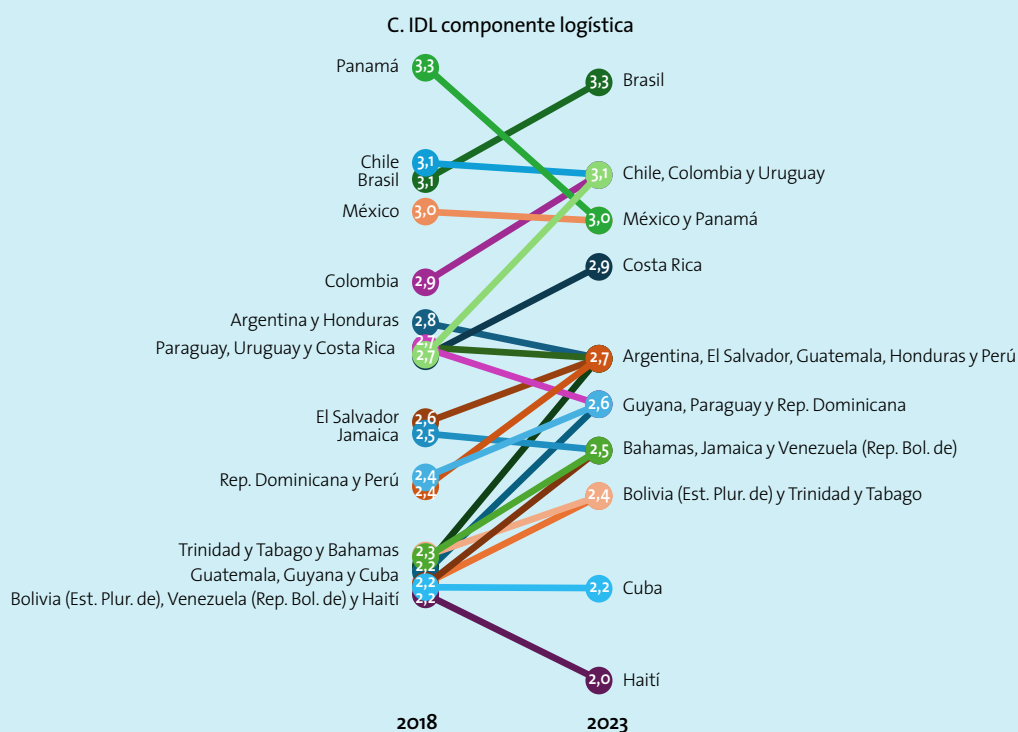 C. IDL componente logística
Panamá
3,3
Chile
3,1
Brasil
3,1
México
3,0
Colombia
2,9
Argentina y Honduras
2,8
Paraguay, Uruguay y Costa Rica
2,7
2,7
El Salvador
2,6
Jamaica
2,5
Rep. Dominicana y Perú
2,4
2,4
Trinidad y Tabago y Bahamas
2,3
Guatemala, Guyana y Cuba
2,2
2,2
Bolivia (Est. Plur. de), Venezuela (Rep. Bol. de) y Haití
2,2
3,3
Brasil
3,1
Chile, Colombia y Uruguay
3,0
México y Panamá
2,9
Costa Rica
2,7
Argentina, El Salvador, Guatemala, Honduras y Perú
2,6
Guyana, Paraguay y Rep. Dominicana
2,5
Bahamas, Jamaica y Venezuela (Rep. Bol. de)
2,4
Bolivia (Est. Plur. de) y Trinidad y Tabago
2,2
Cuba
2,0
Haití
2018
2023